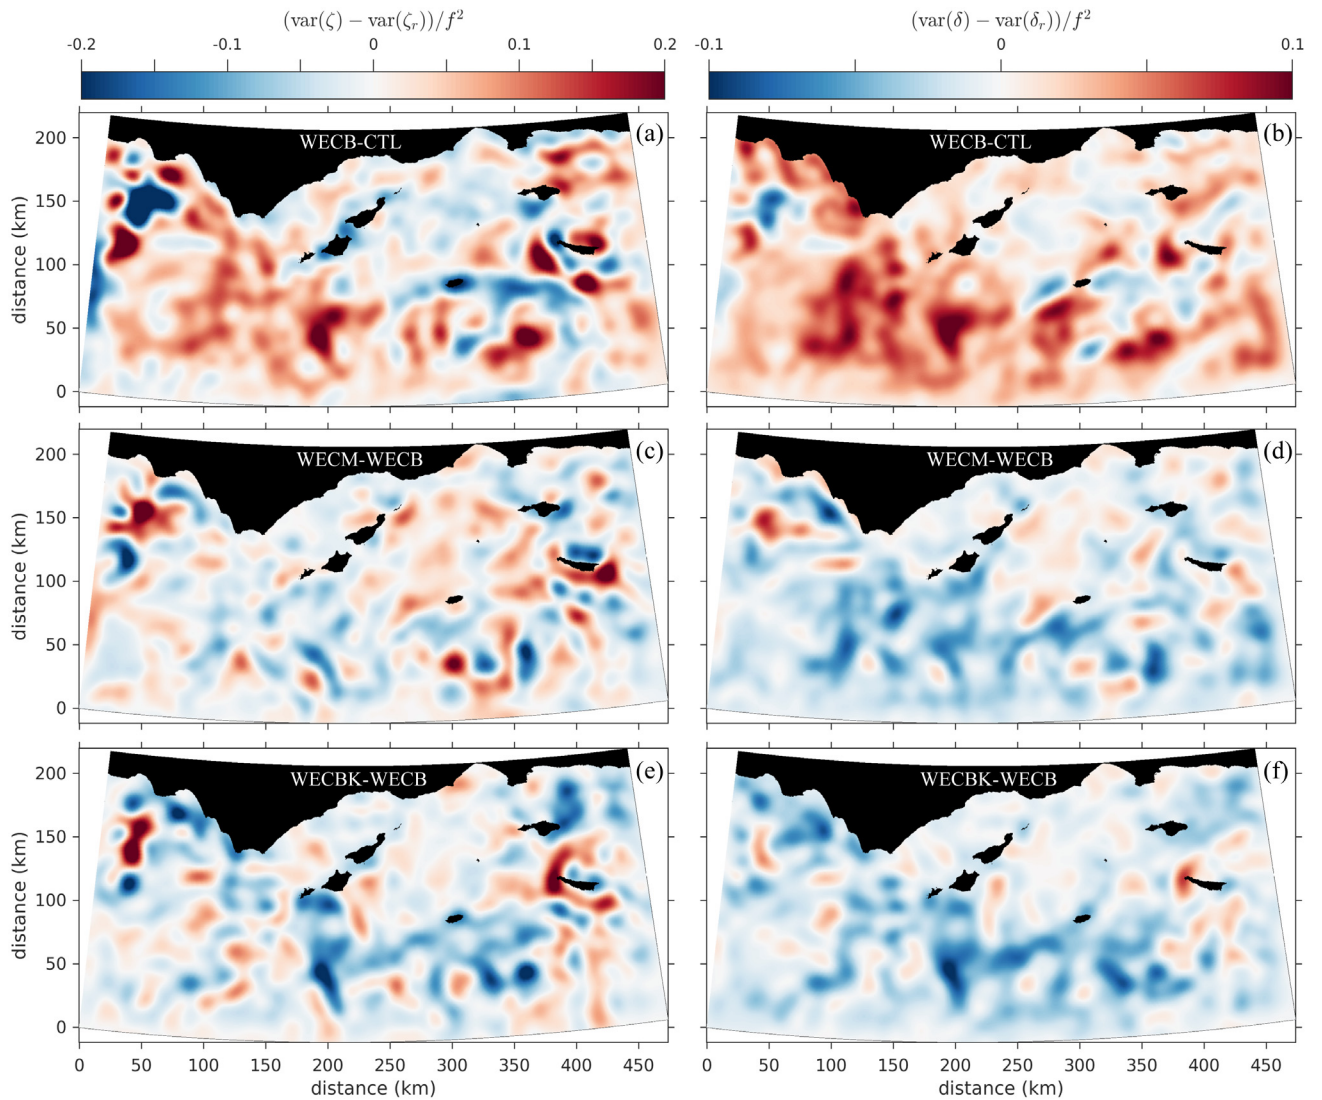 (var(ζ) − var(ζr))/f²
(var(δ) − var(δr))/f²
-0.2 -0.1 0 0.1 0.2
-0.1 0 0.1
WECB-CTL
(a)
WECB-CTL
(b)
200
150
100
50
0
distance (km)
WECM-WECB
(c)
WECM-WECB
(d)
200
150
100
50
0
distance (km)
WECBK-WECB
(e)
WECBK-WECB
(f)
200
150
100
50
0
distance (km)
0 50 100 150 200 250 300 350 400 450
0 50 100 150 200 250 300 350 400 450
distance (km)
distance (km)